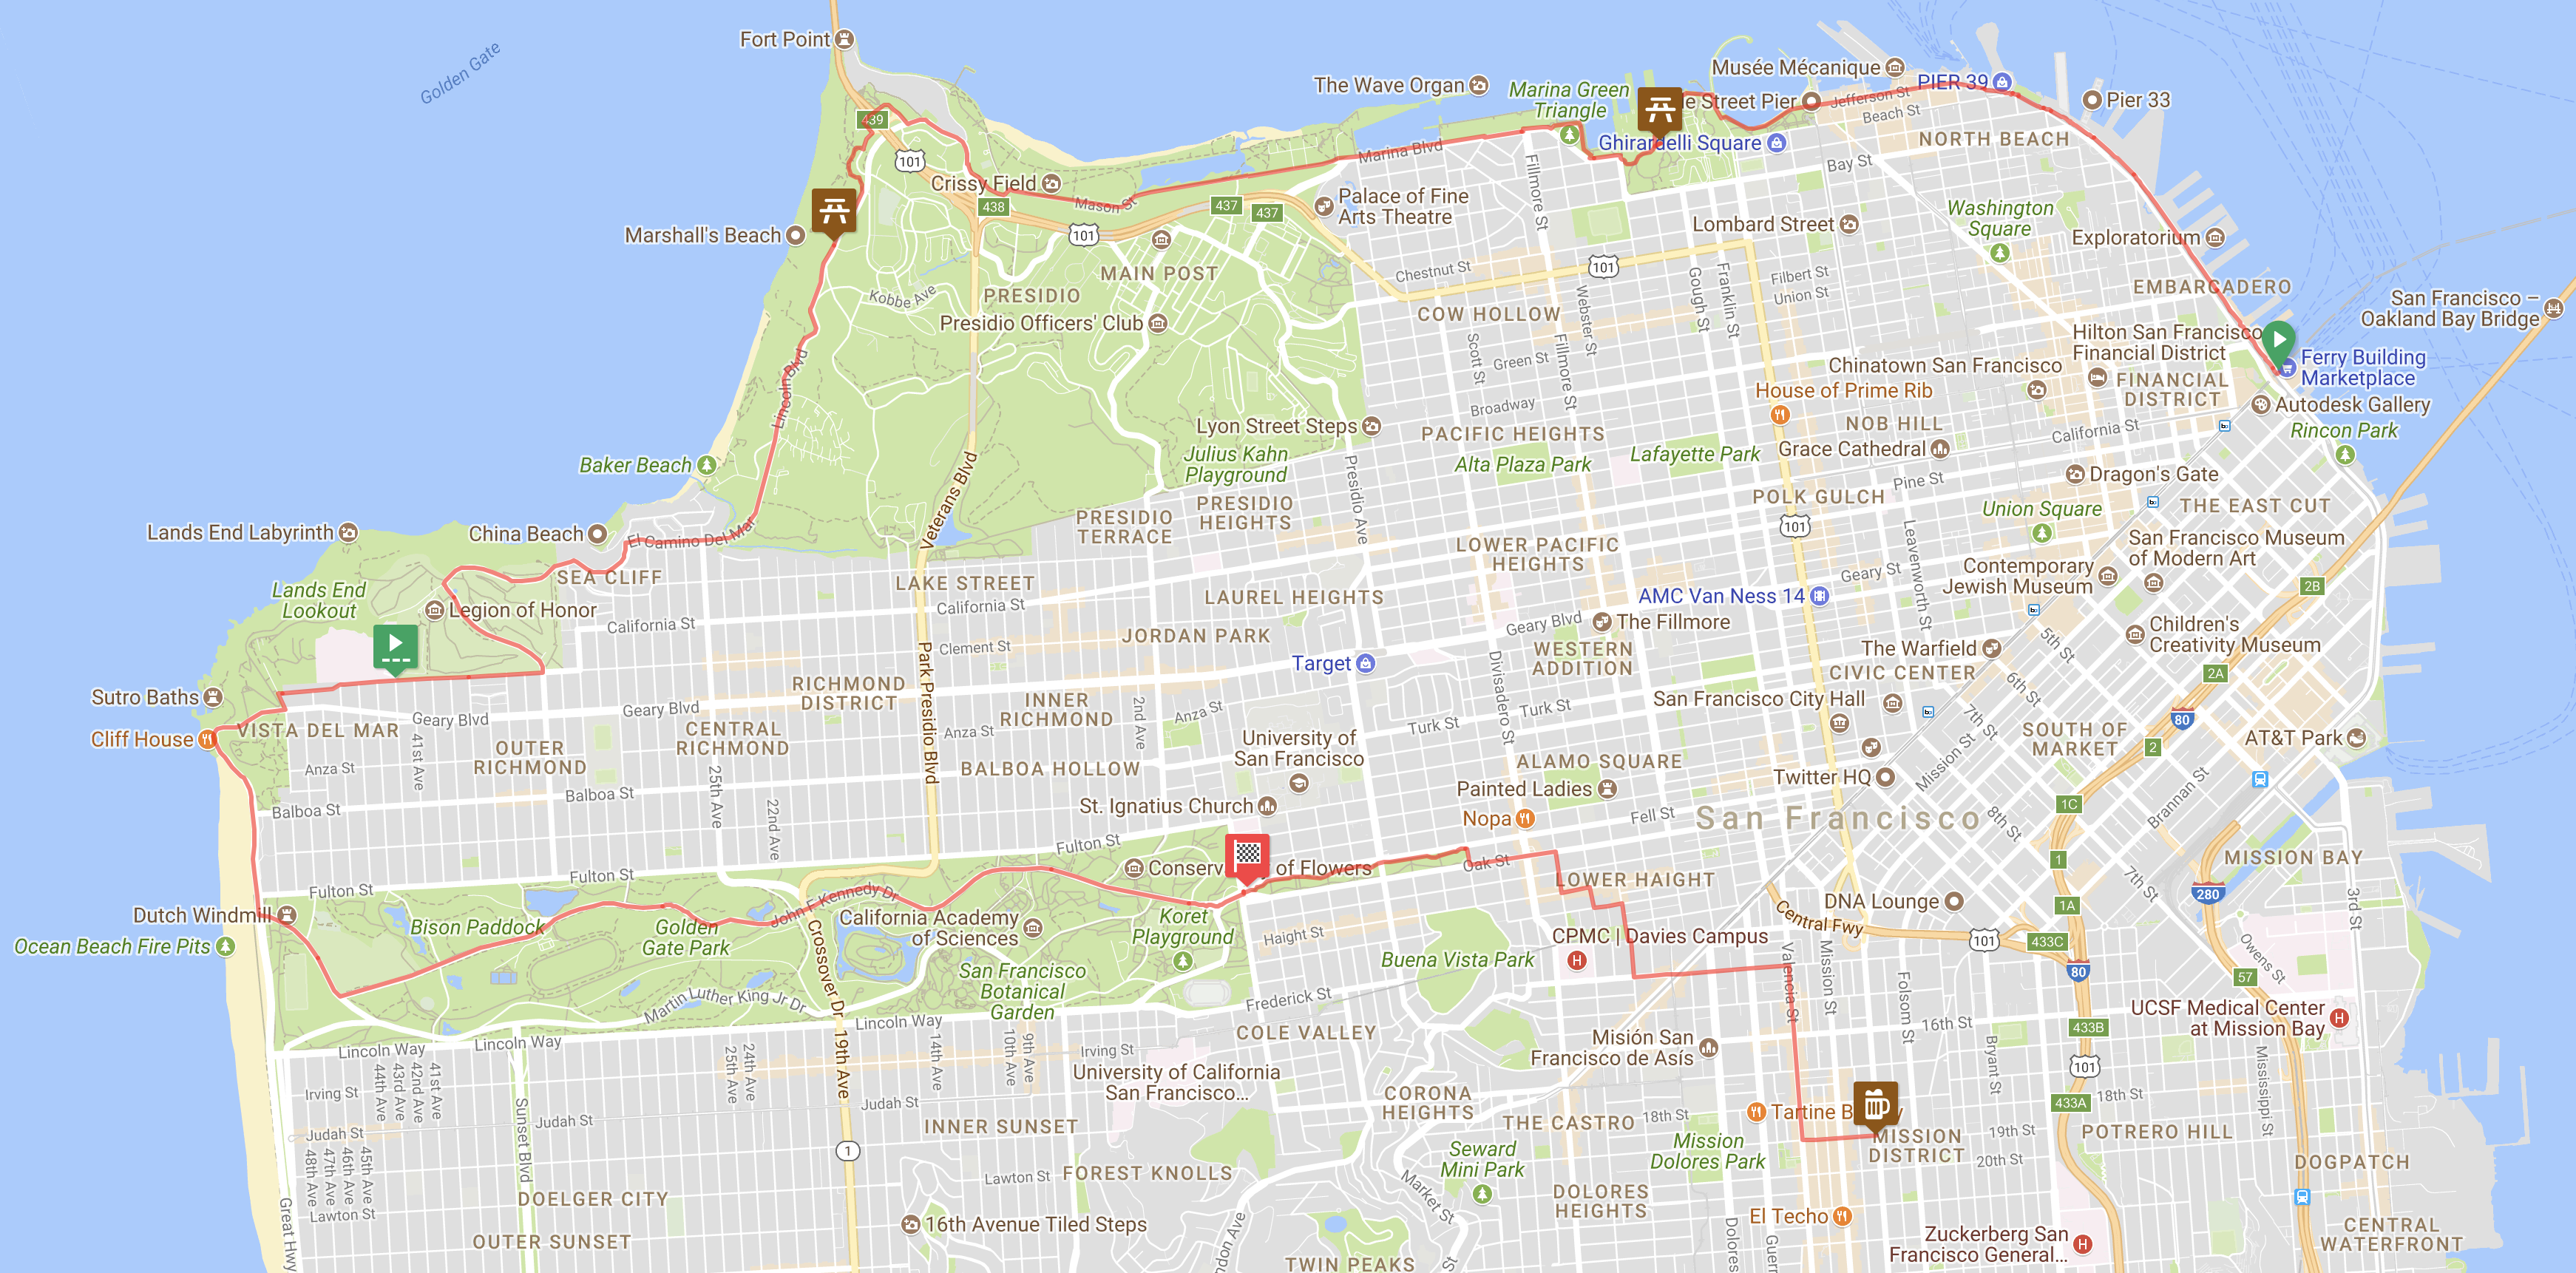 Fort Point
Golden Gate
439
101
Crissy Field
438
Mason St
101
437
437
Marshall's Beach
The Wave Organ
Marina Green
Triangle
Marina Blvd
Musée Mécanique
PIER 39
Pier 33
Street Pier
Jefferson St
Beach St
Ghirardelli Square
NORTH BEACH
Bay St
Fillmore St
Palace of Fine
Arts Theatre
Lombard Street
Washington
Square
Exploratorium
EMBARCADERO
San Francisco –
Oakland Bay Bridge
Chestnut St
101
Gough St
Franklin St
Filbert St
Union St
Webster St
COW HOLLOW
MAIN POST
PRESIDIO
Kobbe Ave
Presidio Officers' Club
Scott St
Green St
Fillmore St
Hilton San Francisco
Financial District
Ferry Building
Marketplace
Chinatown San Francisco
FINANCIAL
DISTRICT
House of Prime Rib
Autodesk Gallery
Rincon Park
Lincoln Blvd
Broadway
NOB HILL
California St
Lyon Street Steps
PACIFIC HEIGHTS
Julius Kahn
Playground
Alta Plaza Park
Lafayette Park
Grace Cathedral
Dragon's Gate
Baker Beach
Veterans Blvd
Presidio Ave
POLK GULCH
Pine St
THE EAST CUT
Union Square
PRESIDIO
HEIGHTS
PRESIDIO
TERRACE
101
Lands End Labyrinth
China Beach
El Camino Del Mar
LOWER PACIFIC
HEIGHTS
Leavenworth St
San Francisco Museum
of Modern Art
Contemporary
Jewish Museum
Geary St
2B
SEA CLIFF
LAKE STREET
Lands End
Lookout
Legion of Honor
California St
California St
LAUREL HEIGHTS
AMC Van Ness 14
Geary Blvd
The Fillmore
Children's
Creativity Museum
JORDAN PARK
Clement St
WESTERN
ADDITION
The Warfield
5th St
Target
Divisadero St
CIVIC CENTER
2A
Park Presidio Blvd
RICHMOND
DISTRICT
INNER
RICHMOND
2nd Ave
Anza St
Sutro Baths
VISTA DEL MAR
Geary Blvd
Geary Blvd
San Francisco City Hall
6th St
7th St
80
Turk St
Turk St
SOUTH OF
MARKET
Cliff House
41st Ave
CENTRAL
RICHMOND
Anza St
University of
San Francisco
AT&T Park
Mission St
2
OUTER
RICHMOND
Anza St
25th Ave
BALBOA HOLLOW
ALAMO SQUARE
Twitter HQ
Painted Ladies
Balboa St
Balboa St
22nd Ave
St. Ignatius Church
Nopa
Fell St
San Francisco
8th St
1C
Brannan St
Fulton St
Conserv
of Flowers
Oak St
LOWER HAIGHT
1
MISSION BAY
7th St
280
Fulton St
Fulton St
John F Kennedy Dr
DNA Lounge
1A
3rd St
Dutch Windmill
Bison Paddock
Golden
Gate Park
California Academy
of Sciences
Koret
Playground
Haight St
CPMC | Davies Campus
Central Fwy
101
433C
Ocean Beach Fire Pits
Crossover Dr
Buena Vista Park
Valencia St
Mission St
Folsom St
80
Owens St
57
San Francisco
Botanical
Garden
Martin Luther King Jr Dr
Frederick St
UCSF Medical Center
at Mission Bay
Lincoln Way
COLE VALLEY
16th St
433B
Lincoln Way
Lincoln Way
19th Ave
Irving St
Misión San
Francisco de Asís
Bryant St
101
Mississippi St
University of California
San Francisco...
25th Ave
24th Ave
14th Ave
10th Ave
9th Ave
Irving St
44th Ave
43rd Ave
42nd Ave
41st Ave
CORONA
HEIGHTS
18th St
433A
Judah St
Judah St
Judah St
Sunset Blvd
INNER SUNSET
THE CASTRO
18th St
Tartine B
y
MISSION
DISTRICT
19th St
20th St
POTRERO HILL
1
48th Ave
47th Ave
46th Ave
45th Ave
Lawton St
Lawton St
FOREST KNOLLS
Seward
Mini Park
Mission
Dolores Park
DOGPATCH
DOELGER CITY
Great Hwy
Market St
DOLORES
HEIGHTS
16th Avenue Tiled Steps
El Techo
Dolores
Guerr
Zuckerberg San
Francisco General...
CENTRAL
WATERFRONT
OUTER SUNSET
TWIN PEAKS